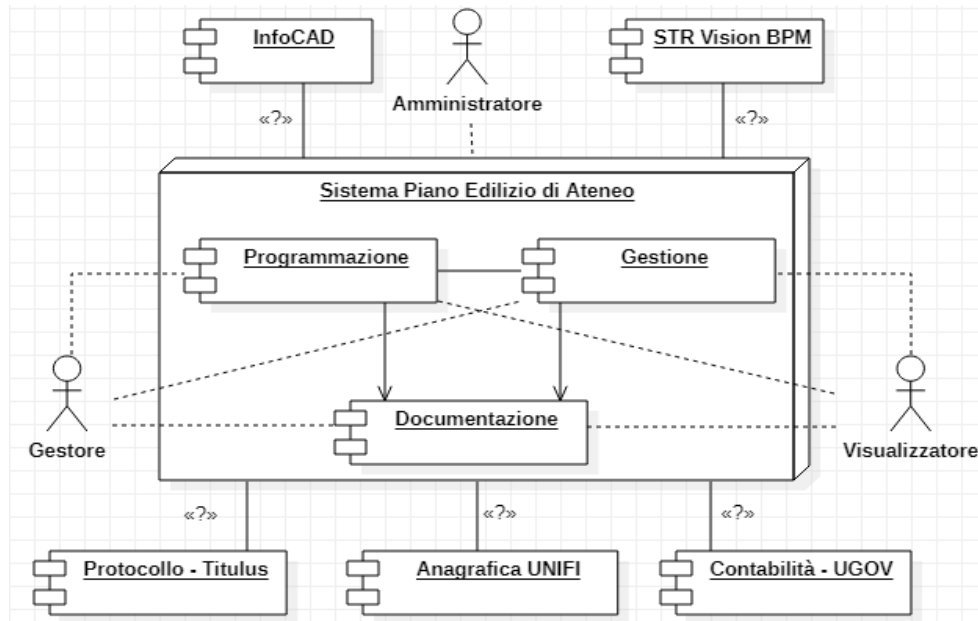 InfoCAD
STR Vision BPM
Amministratore
«?»
«?»
Sistema Piano Edilizio di Ateneo
Programmazione
Gestione
Documentazione
Gestore
Visualizzatore
«?»
«?»
«?»
Protocollo - Titulus
Anagrafica UNIFI
Contabilità - UGOV